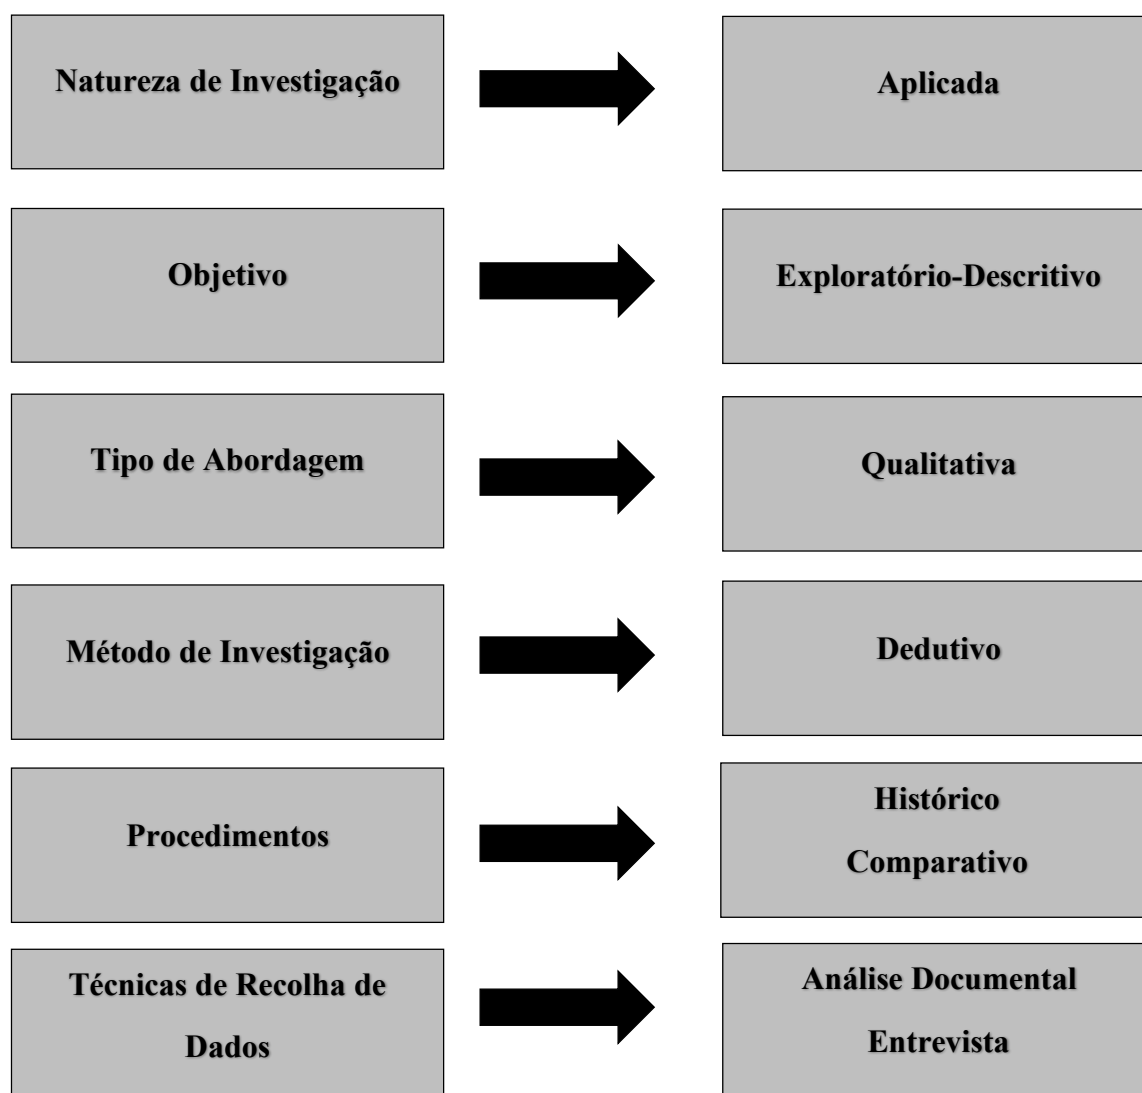 Natureza de Investigação
Aplicada
Objetivo
Exploratório-Descritivo
Tipo de Abordagem
Qualitativa
Método de Investigação
Dedutivo
Procedimentos
Histórico
Comparativo
Técnicas de Recolha de
Dados
Análise Documental
Entrevista